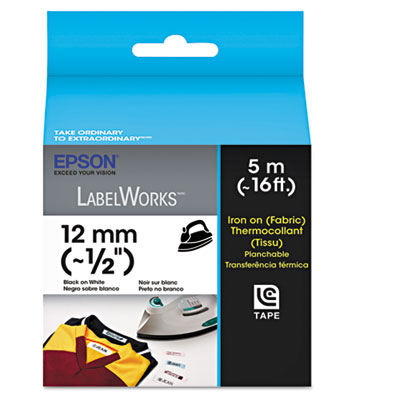 TAKE ORDINARY
TO EXTRAORDINARY
EPSON
EXCEED YOUR VISION
LABELWORKS
12 mm
(~1/2")
Black on White
Negro sobre blanco
Noir sur blanc
Preto no branco
5 m
(~16ft.)
Iron on (Fabric)
Thermocollant
(Tissu)
Planchable
Transferência térmica
LC
TAPE